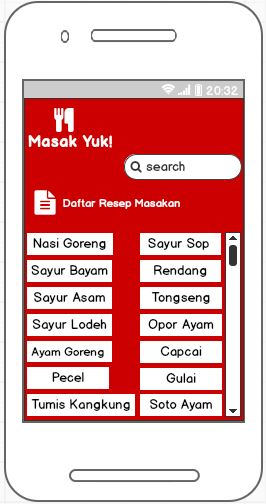 20:32
Masak Yuk!
search
Daftar Resep Masakan
Nasi Goreng
Sayur Sop
Sayur Bayam
Rendang
Sayur Asam
Tongseng
Sayur Lodeh
Opor Ayam
Ayam Goreng
Capcai
Pecel
Gulai
Tumis Kangkung
Soto Ayam